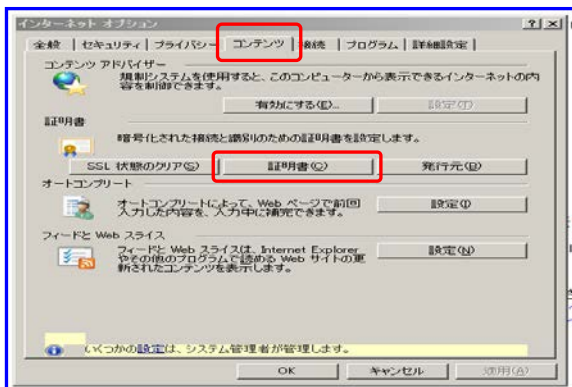 インターネット オプション
全般 セキュリティ プライバシー コンテンツ 接続 プログラム 詳細設定
コンテンツ アドバイザー
規制システムを使用すると、このコンピューターから表示できるインターネットの内
容を制御できます。
有効にする(E)... 設定(T)
証明書
暗号化された接続と識別のための証明書を設定します。
SSL 状態のクリア(S) 証明書(C) 発行元(B)
オートコンプリート
オートコンプリートによって、Web ページで前回
入力した内容を、入力中に補完できます。
設定(I)
フィードと Web スライス
フィードと Web スライスは、Internet Explorer
やその他のプログラムで読める Web サイトの更
新されたコンテンツを表示します。
設定(N)
いくつかの設定は、システム管理者が管理します。
OK キャンセル 適用(A)